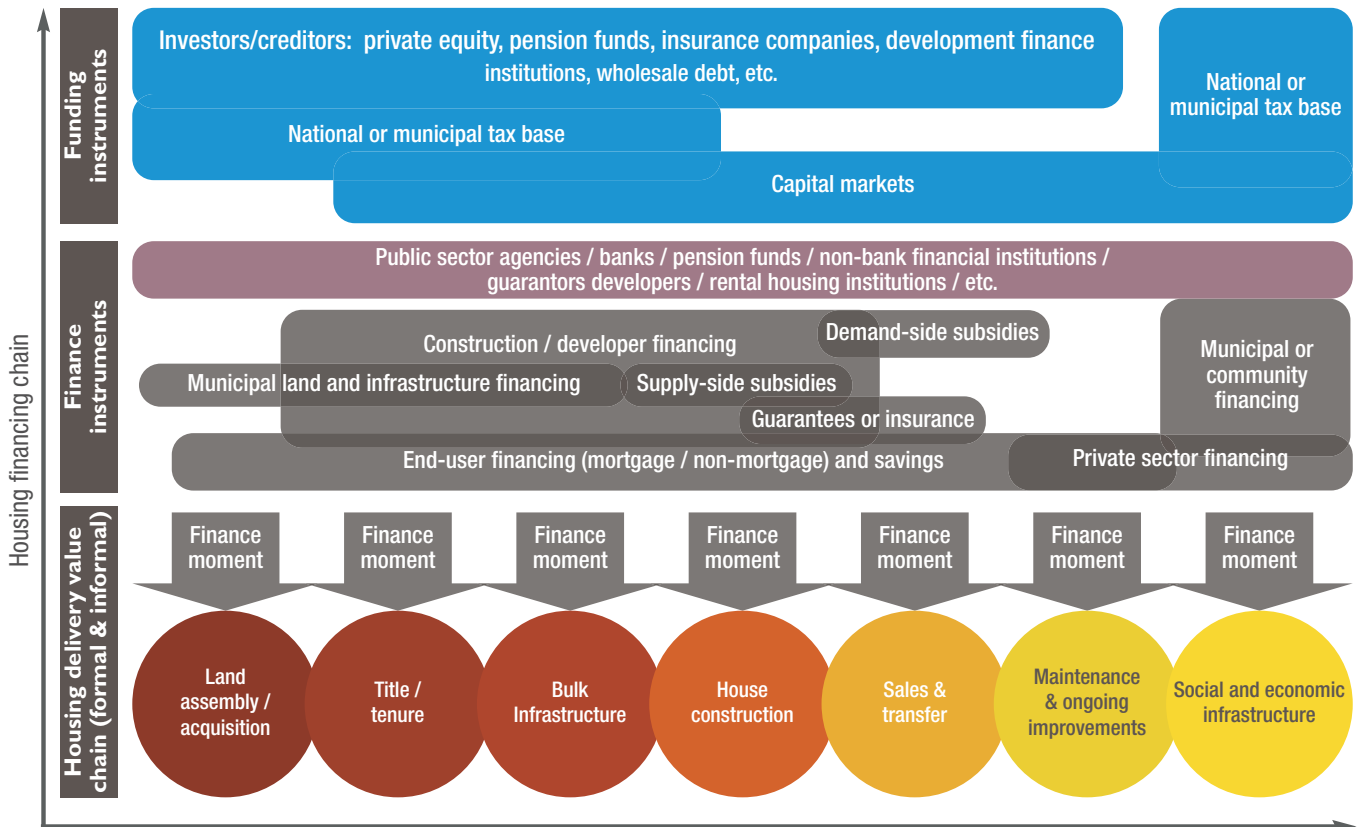 Housing financing chain
Funding
instruments
Investors/creditors: private equity, pension funds, insurance companies, development finance
institutions, wholesale debt, etc.
National or
municipal tax base
National or municipal tax base
Capital markets
Finance
instruments
Public sector agencies / banks / pension funds / non-bank financial institutions /
guarantors developers / rental housing institutions / etc.
Demand-side subsidies
Construction / developer financing
Municipal or
community
financing
Municipal land and infrastructure financing
Supply-side subsidies
Guarantees or insurance
End-user financing (mortgage / non-mortgage) and savings
Private sector financing
Housing delivery value
chain (formal & informal)
Finance
moment
Finance
moment
Finance
moment
Finance
moment
Finance
moment
Finance
moment
Finance
moment
Land
assembly /
acquisition
Title /
tenure
Bulk
Infrastructure
House
construction
Sales &
transfer
Maintenance
& ongoing
improvements
Social and economic
infrastructure